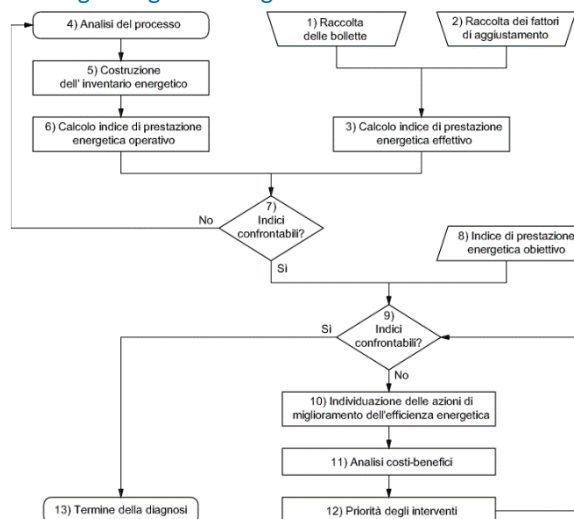 4) Analisi del processo
1) Raccolta
delle bollette
2) Raccolta dei fattori
di aggiustamento
5) Costruzione
dell' inventario energetico
6) Calcolo indice di prestazione
energetica operativo
3) Calcolo indice di prestazione
energetica effettivo
7)
Indici
confrontabili?
No
Sì
8) Indice di prestazione
energetica obiettivo
9)
Indici
confrontabili?
Sì
No
10) Individuazione delle azioni di
miglioramento dell'efficienza energetica
11) Analisi costi-benefici
13) Termine della diagnosi
12) Priorità degli interventi